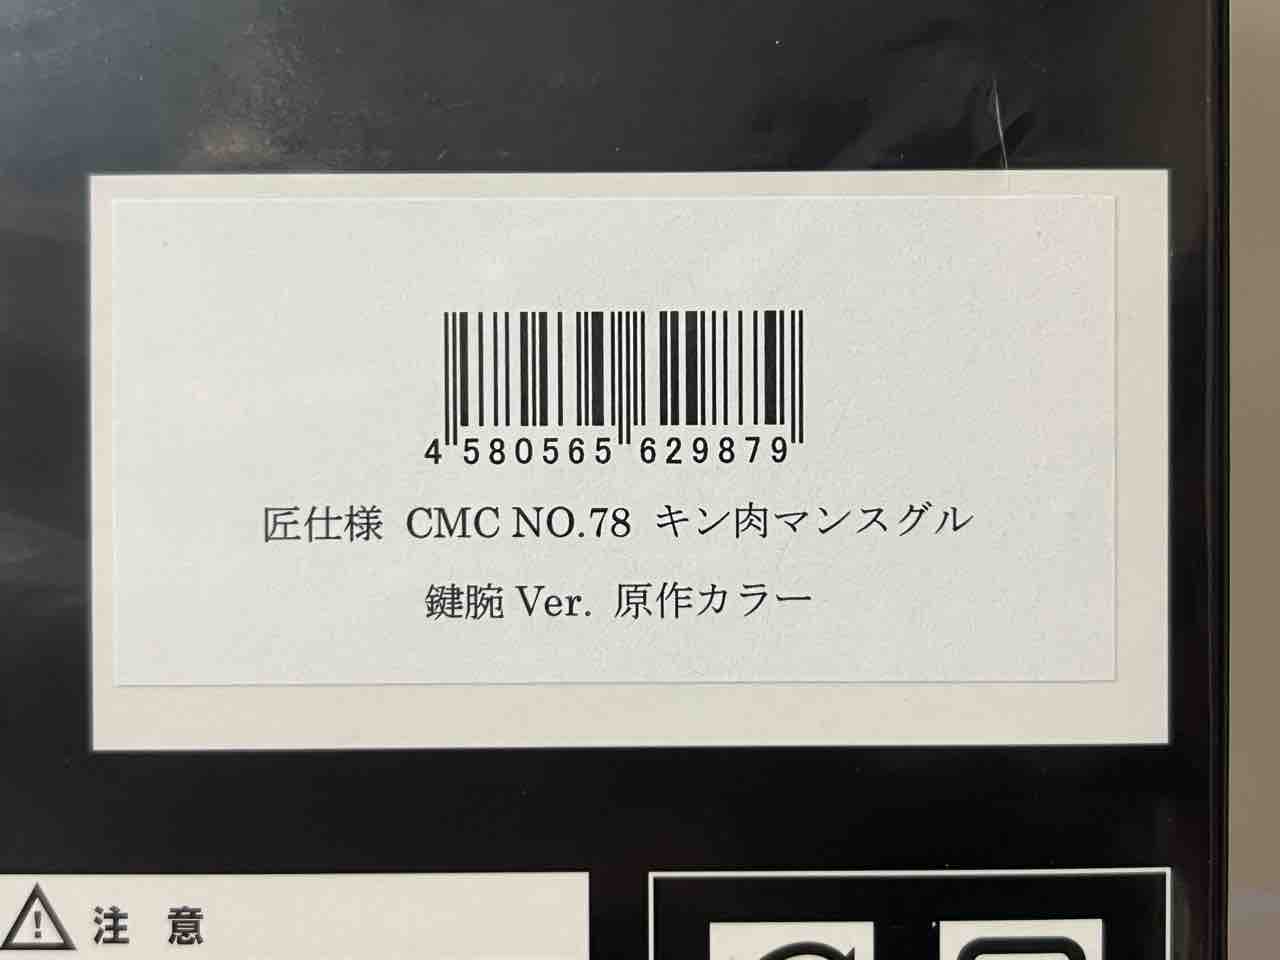 4 580565 629879
匠仕様 CMC NO.78 キン肉マンスグル
鍵腕 Ver. 原作カラー
注 意